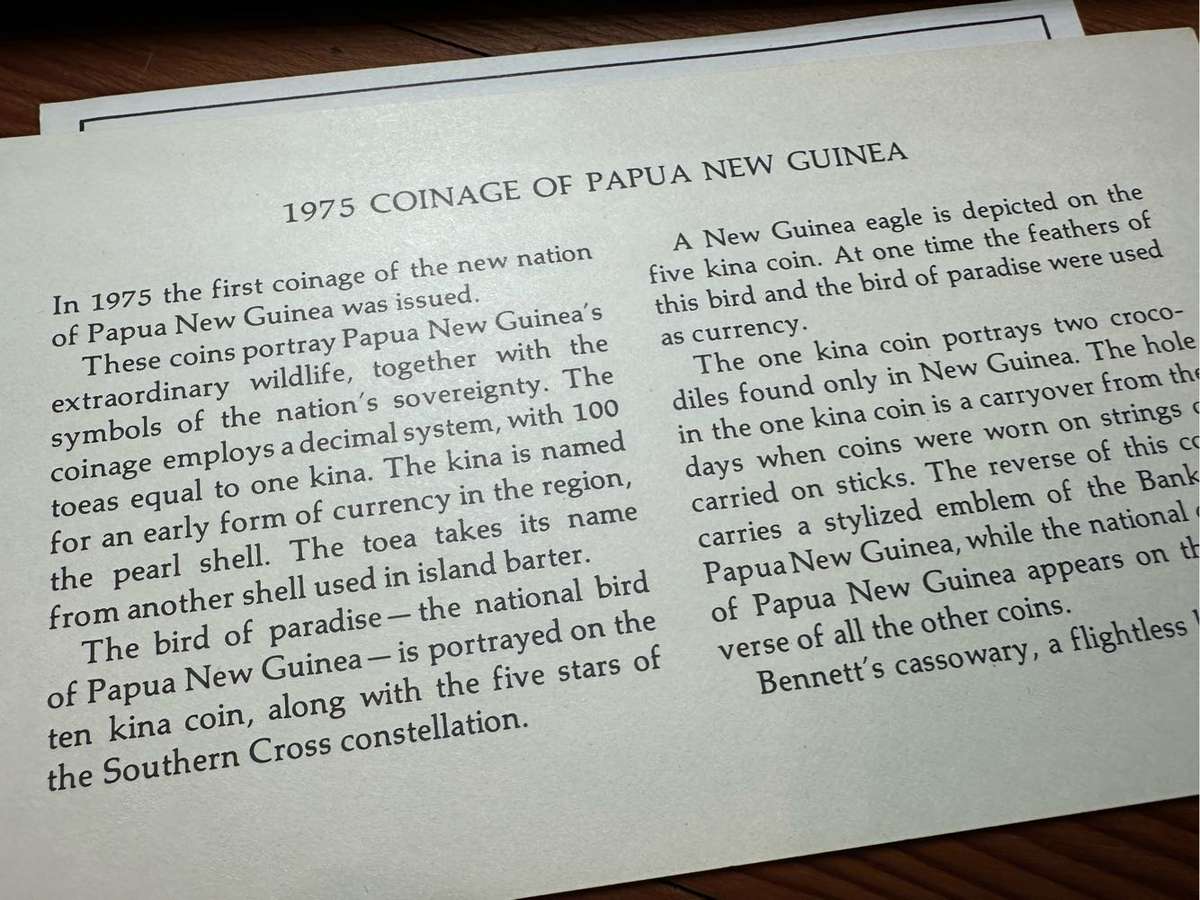 1975 COINAGE OF PAPUA NEW GUINEA
In 1975 the first coinage of the new nation
of Papua New Guinea was issued.
These coins portray Papua New Guinea's
extraordinary wildlife, together with the
symbols of the nation's sovereignty. The
coinage employs a decimal system, with 100
toeas equal to one kina. The kina is named
for an early form of currency in the region,
the pearl shell. The toea takes its name
from another shell used in island barter.
The bird of paradise — the national bird
of Papua New Guinea — is portrayed on the
ten kina coin, along with the five stars of
the Southern Cross constellation.
A New Guinea eagle is depicted on the
five kina coin. At one time the feathers of
this bird and the bird of paradise were used
as currency.
The one kina coin portrays two croco-
diles found only in New Guinea. The hole
in the one kina coin is a carryover from the
days when coins were worn on strings
carried on sticks. The reverse of this
carries a stylized emblem of the Bank
Papua New Guinea, while the national
of Papua New Guinea appears on
verse of all the other coins.
Bennett's cassowary, a flightless